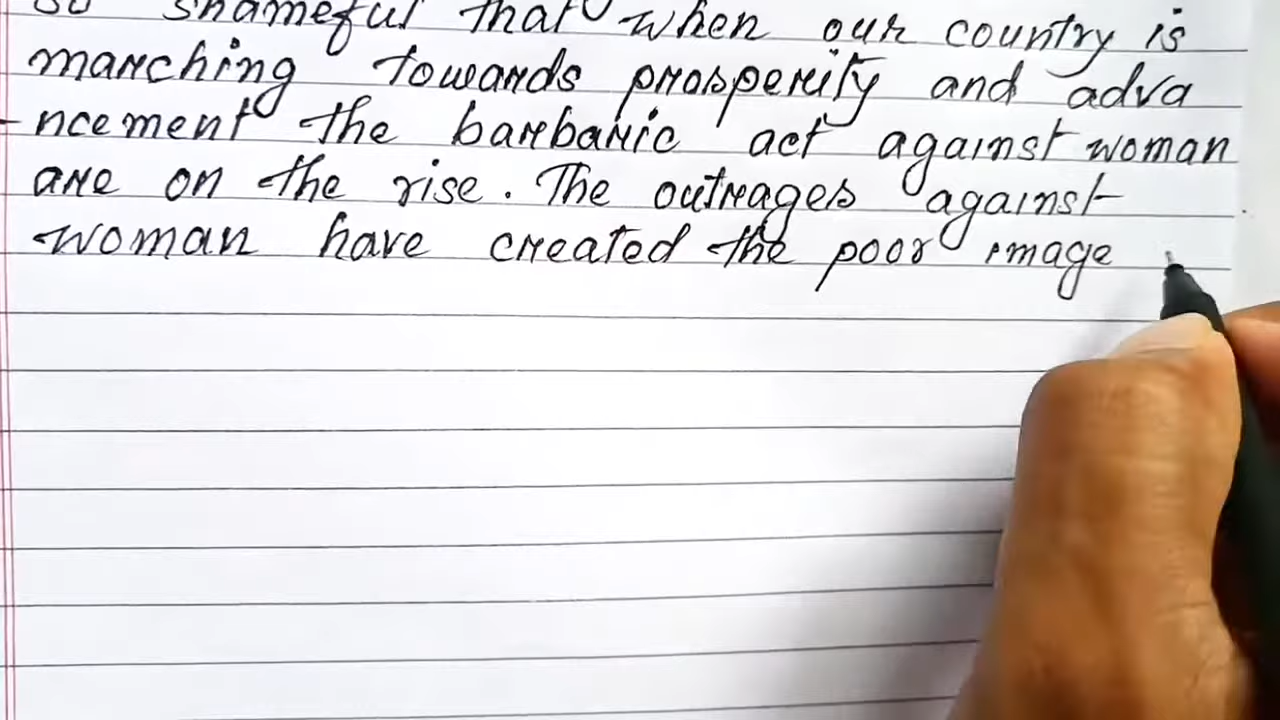 so shameful that when our country is
marching towards prosperity and adva
-ncement the barbaric act against woman
are on the rise. The outrages against
woman have created the poor image